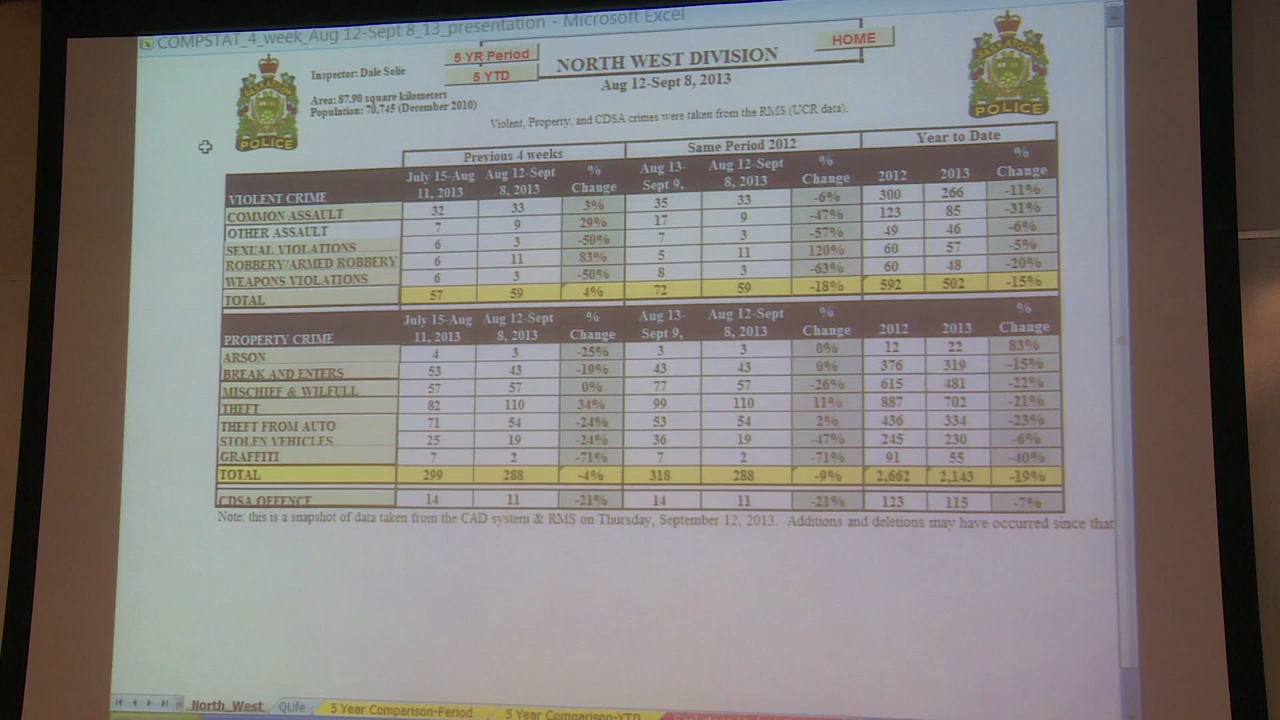 COMPSTAT_4_week_Aug 12-Sept 8_13_presentation - Microsoft Excel
5 YR Period
HOME
5 YTD
Inspector: Dale Solie
NORTH WEST DIVISION
Aug 12-Sept 8, 2013
Area: 87.90 square kilometers
Population: 70,745 (December 2010)
Violent, Property, and CDSA crimes were taken from the RMS (UCR data).
POLICE
POLICE
Previous 4 weeks Same Period 2012 Year to Date
VIOLENT CRIME July 15-Aug 11, 2013 Aug 12-Sept 8, 2013 % Change Aug 13-Sept 9, Aug 12-Sept 8, 2013 % Change 2012 2013 % Change
COMMON ASSAULT 32 33 3% 35 33 -6% 300 266 -11%
OTHER ASSAULT 7 9 29% 17 9 -47% 123 85 -31%
SEXUAL VIOLATIONS 6 3 -50% 7 3 -57% 49 46 -6%
ROBBERY/ARMED ROBBERY 6 11 83% 5 11 120% 60 57 -5%
WEAPONS VIOLATIONS 6 3 -50% 8 3 -63% 60 48 -20%
TOTAL 57 59 4% 72 59 -18% 592 502 -15%
PROPERTY CRIME July 15-Aug 11, 2013 Aug 12-Sept 8, 2013 % Change Aug 13-Sept 9, Aug 12-Sept 8, 2013 % Change 2012 2013 % Change
ARSON 4 3 -25% 3 3 0% 12 22 83%
BREAK AND ENTERS 53 43 -19% 43 43 0% 376 319 -15%
MISCHIEF & WILFULL 57 57 0% 77 57 -26% 615 481 -22%
THEFT 82 110 34% 99 110 11% 887 702 -21%
THEFT FROM AUTO 71 54 -24% 53 54 2% 436 334 -23%
STOLEN VEHICLES 25 19 -24% 36 19 -47% 245 230 -6%
GRAFFITI 7 2 -71% 7 2 -71% 91 55 -40%
TOTAL 299 288 -4% 318 288 -9% 2,662 2,143 -19%
CDSA OFFENCE 14 11 -21% 14 11 -21% 123 115 -7%
Note: this is a snapshot of data taken from the CAD system & RMS on Thursday, September 12, 2013. Additions and deletions may have occurred since that
North_West QLife 5 Year Comparison-Period 5 Year Comparison-YTD